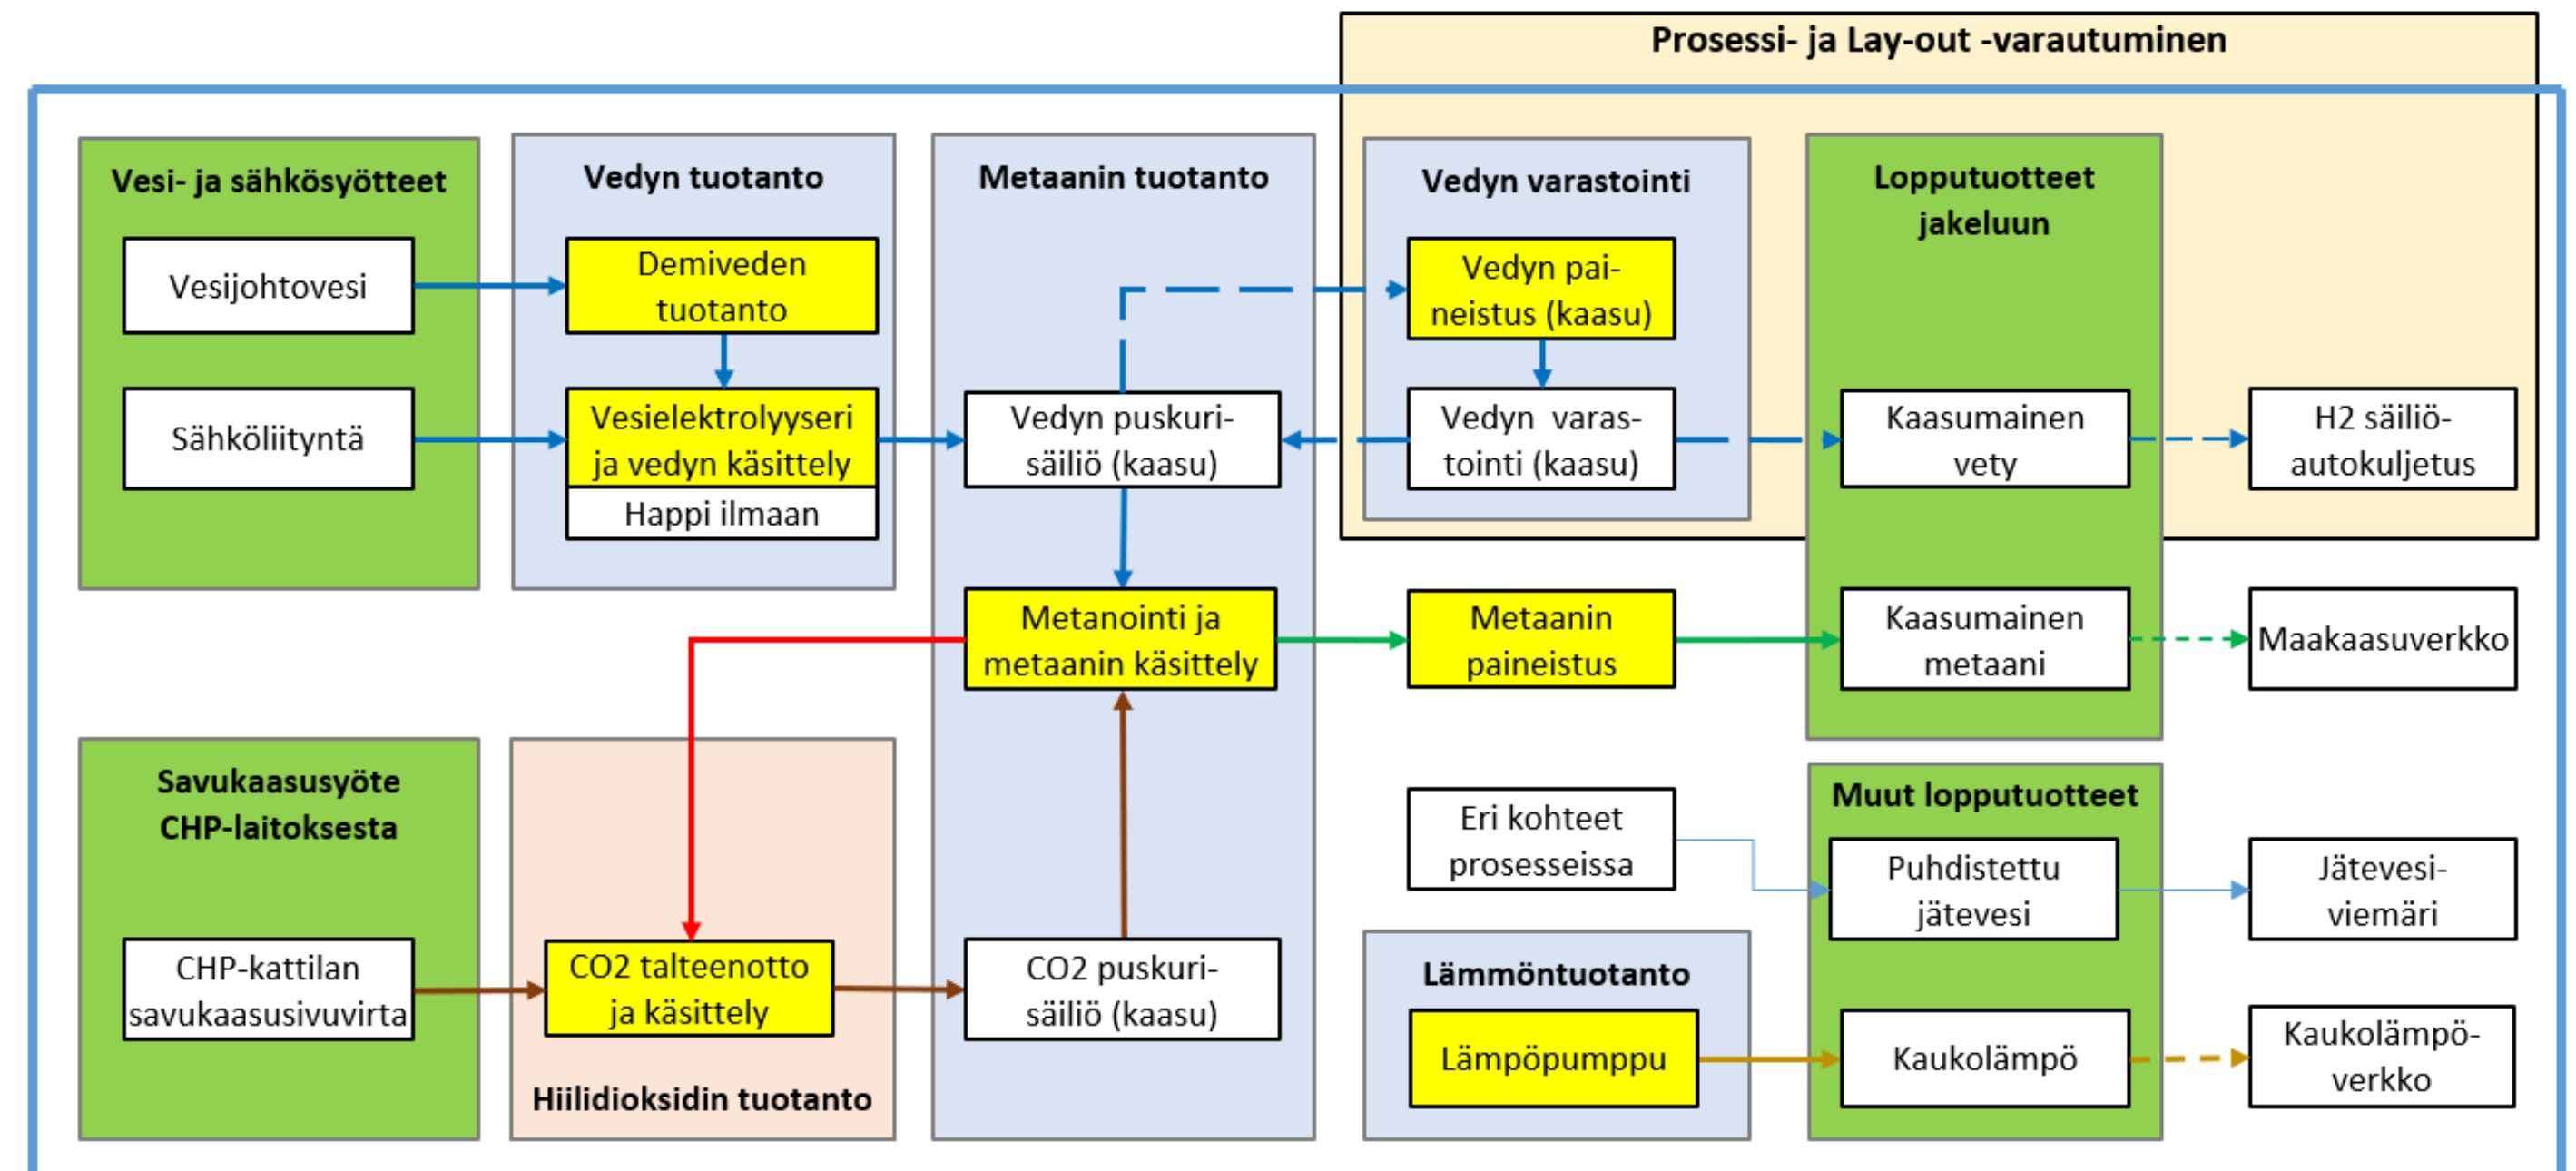 Prosessi- ja Lay-out -varautuminen
Vesi- ja sähkösyötteet
Vesijohtovesi
Sähköliityntä
Vedyn tuotanto
Demiveden
tuotanto
Vesielektrolyyseri
ja vedyn käsittely
Happi ilmaan
Metaanin tuotanto
Vedyn puskuri-
säiliö (kaasu)
Metanointi ja
metaanin käsittely
CO2 puskuri-
säiliö (kaasu)
Vedyn varastointi
Vedyn pai-
neistus (kaasu)
Vedyn varas-
tointi (kaasu)
Lopputuotteet
jakeluun
Kaasumainen
vety
H2 säiliö-
autokuljetus
Metaanin
paineistus
Kaasumainen
metaani
Maakaasuverkko
Savukaasusyöte
CHP-laitoksesta
CHP-kattilan
savukaasusivuvirta
CO2 talteenotto
ja käsittely
Hiilidioksidin tuotanto
Eri kohteet
prosesseissa
Muut lopputuotteet
Puhdistettu
jätevesi
Jätevesi-
viemäri
Lämmöntuotanto
Lämpöpumppu
Kaukolämpö
Kaukolämpö-
verkko